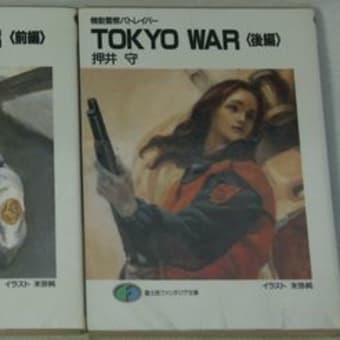 〈前編〉
イラスト 末弥純
機動警察パトレイバー
TOKYO WAR〈後編〉
押井 守
イラスト 末弥純
富士見ファンタジア文庫